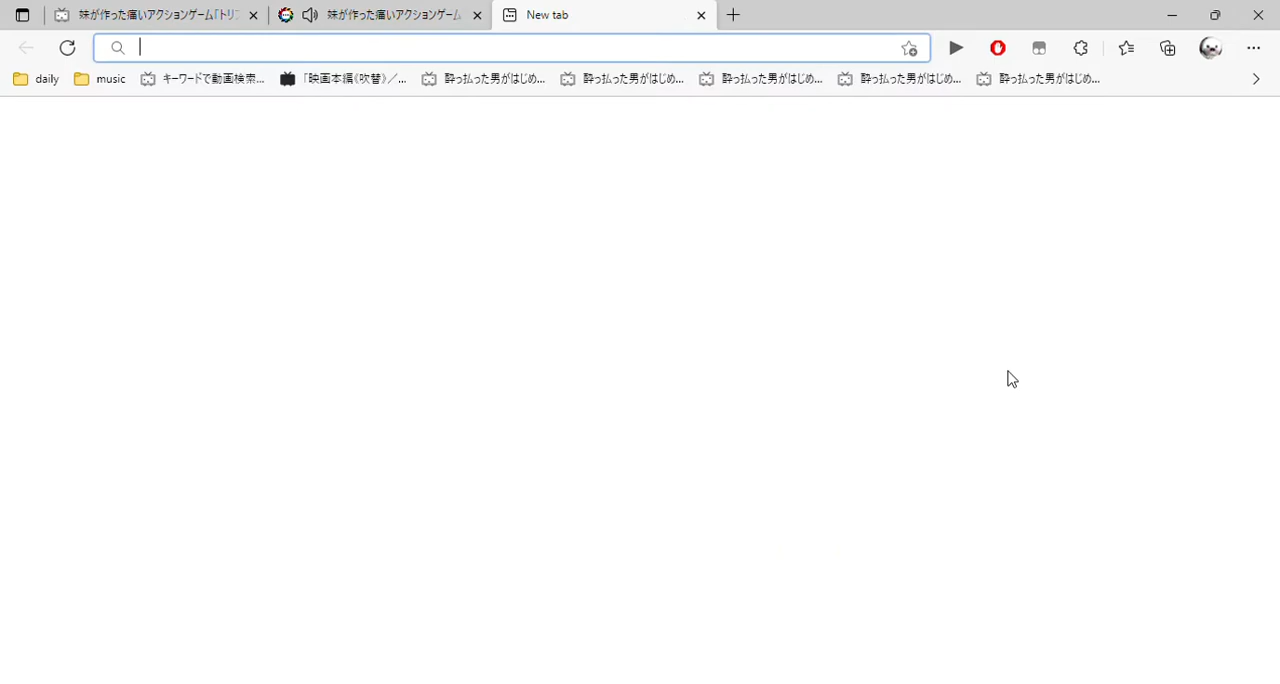 妹が作った痛いアクションゲーム「トリプ
妹が作った痛いアクションゲーム
New tab
daily
music
キーワードで動画検索...
「映画本編《吹替》／...
酔っ払った男がはじめ...
酔っ払った男がはじめ...
酔っ払った男がはじめ...
酔っ払った男がはじめ...
酔っ払った男がはじめ...